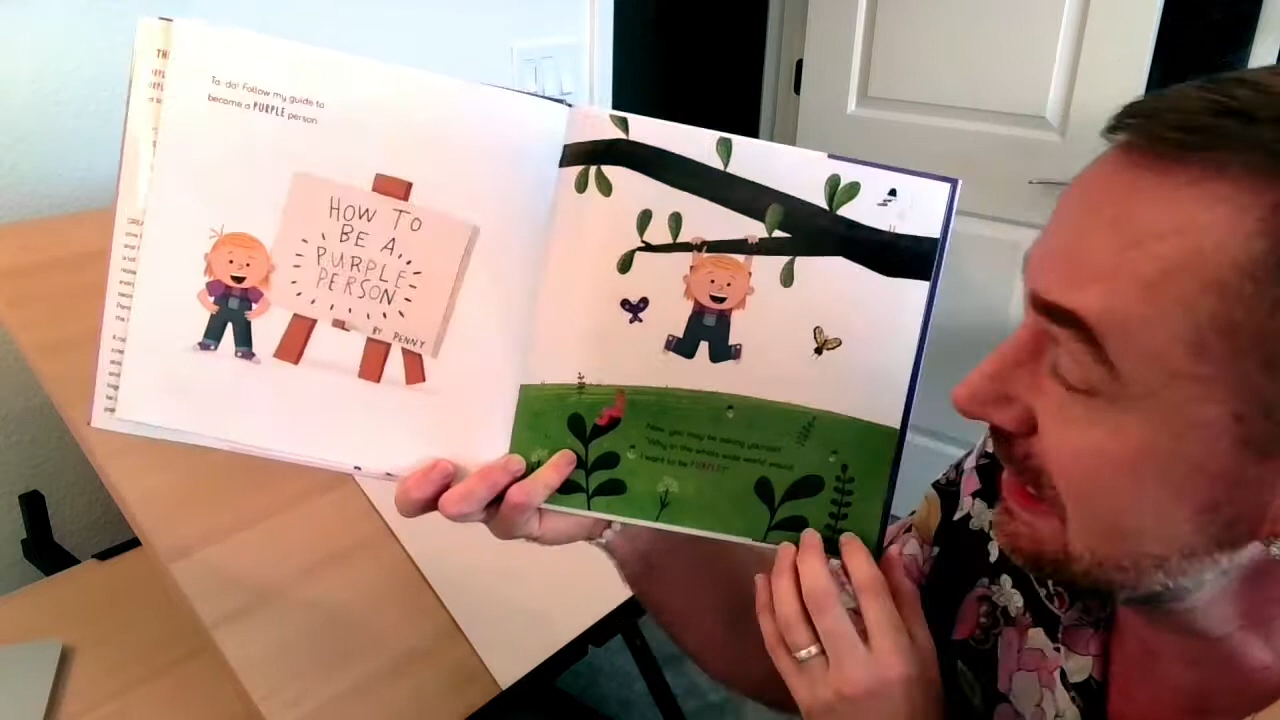 Ta-da! Follow my guide to
become a PURPLE person.
HOW TO
BE A
PURPLE
PERSON
BY PENNY
Now, you may be asking yourself
"Why in the whole wide world would
I want to be PURPLE?"